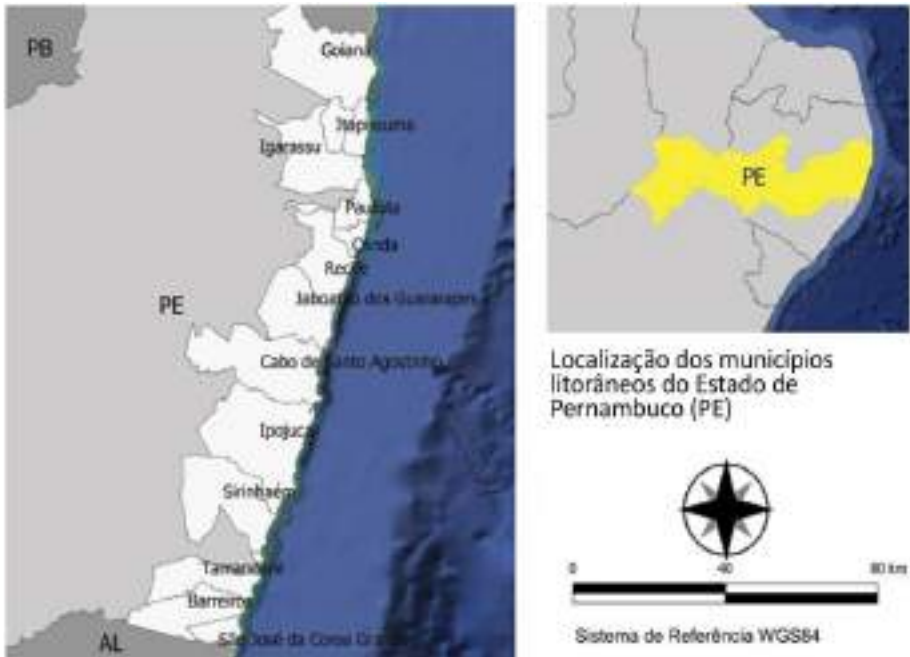 PB
Goiana
Itapissuma
Igarassu
Paulista
Olinda
Recife
Jaboatão dos Guararapes
PE
Cabo de Santo Agostinho
Ipojuca
Sirinhaém
Tamandaré
Barreiros
São José da Coroa Grande
AL
PE
Localização dos municípios
litorâneos do Estado de
Pernambuco (PE)
0 40 80 km
Sistema de Referência WGS84